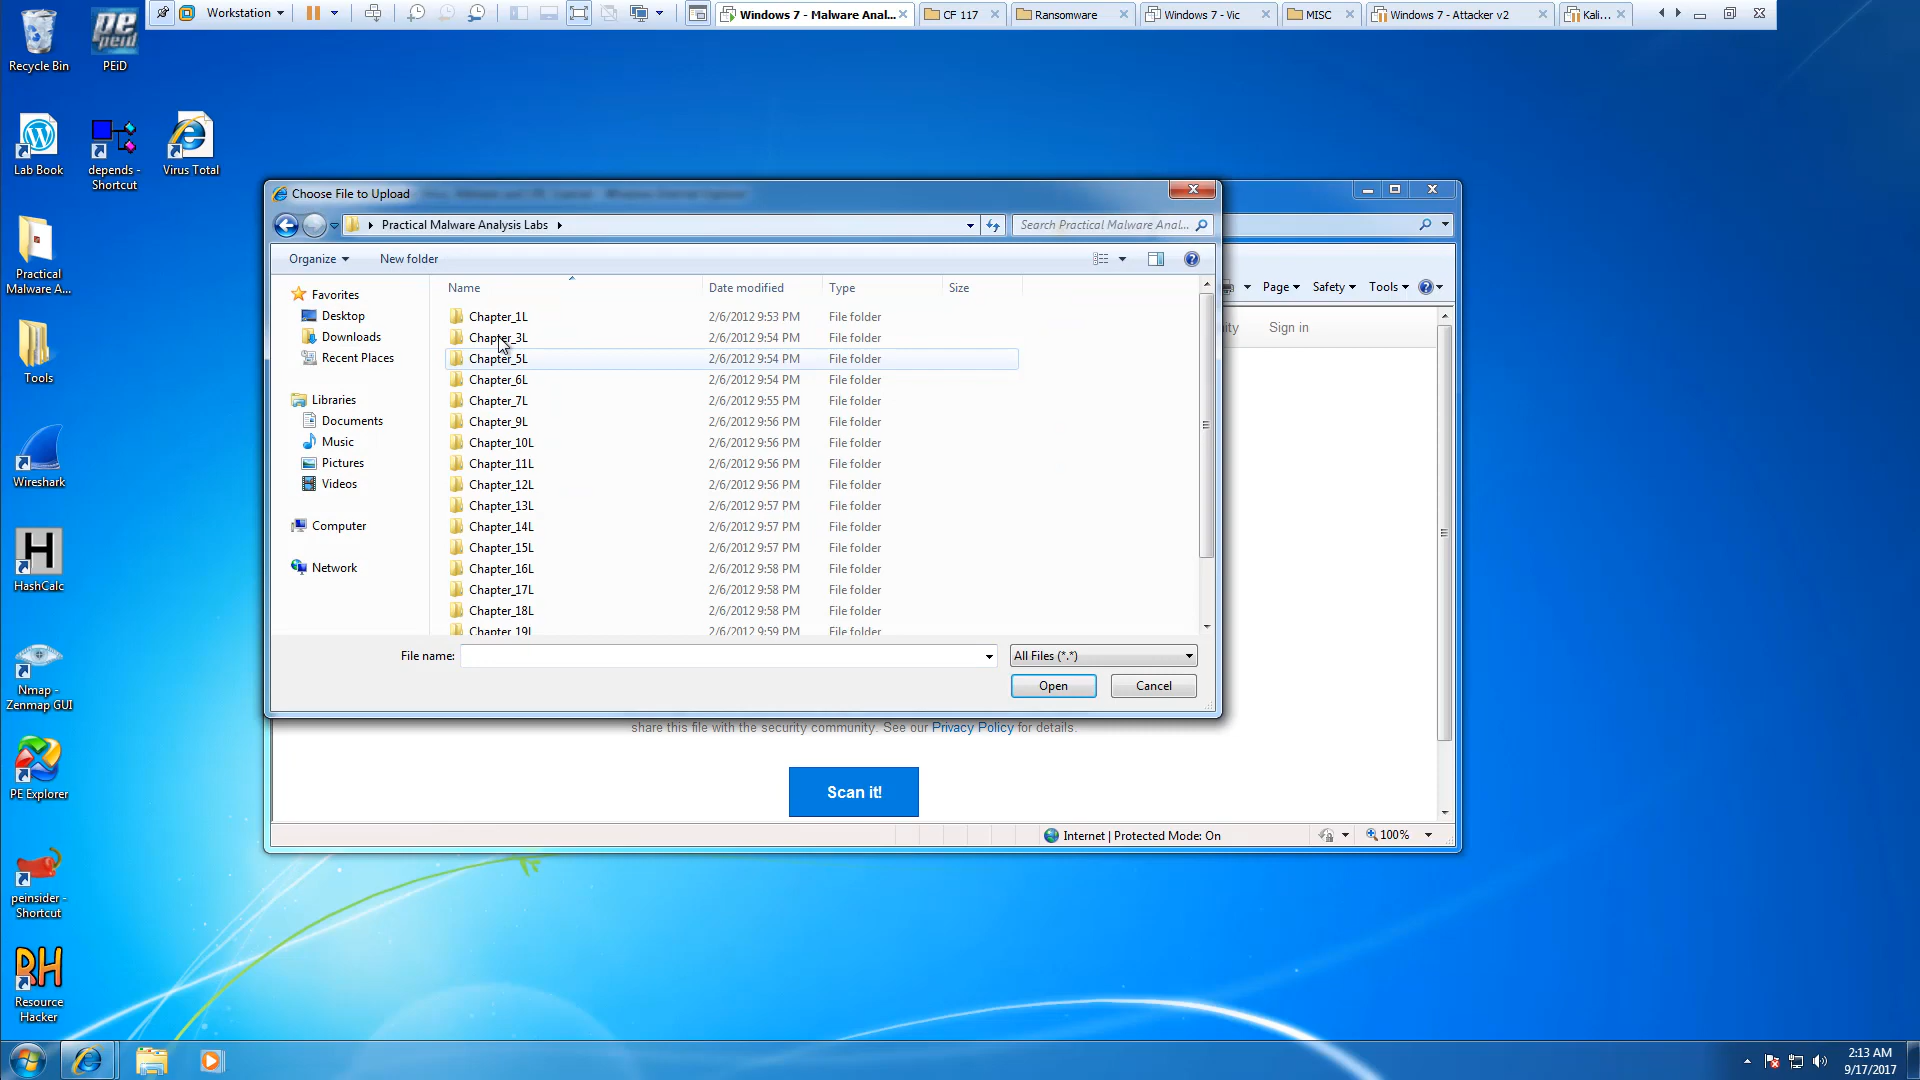 Workstation
Windows 7 - Malware Anal...
CF 117
Ransomware
Windows 7 - Vic
MISC
Windows 7 - Attacker v2
Kali...
Recycle Bin
PEiD
Lab Book
depends -
Shortcut
Virus Total
Practical
Malware A...
Tools
Wireshark
HashCalc
Nmap -
Zenmap GUI
PE Explorer
peinsider -
Shortcut
Resource
Hacker
Choose File to Upload
Practical Malware Analysis Labs
Search Practical Malware Anal...
Organize
New folder
Favorites
Desktop
Downloads
Recent Places
Libraries
Documents
Music
Pictures
Videos
Computer
Network
Name Date modified Type Size
Chapter_1L 2/6/2012 9:53 PM File folder
Chapter_3L 2/6/2012 9:54 PM File folder
Chapter_5L 2/6/2012 9:54 PM File folder
Chapter_6L 2/6/2012 9:54 PM File folder
Chapter_7L 2/6/2012 9:55 PM File folder
Chapter_9L 2/6/2012 9:56 PM File folder
Chapter_10L 2/6/2012 9:56 PM File folder
Chapter_11L 2/6/2012 9:56 PM File folder
Chapter_12L 2/6/2012 9:56 PM File folder
Chapter_13L 2/6/2012 9:57 PM File folder
Chapter_14L 2/6/2012 9:57 PM File folder
Chapter_15L 2/6/2012 9:57 PM File folder
Chapter_16L 2/6/2012 9:58 PM File folder
Chapter_17L 2/6/2012 9:58 PM File folder
Chapter_18L 2/6/2012 9:58 PM File folder
Chapter_19L 2/6/2012 9:59 PM File folder
File name:
All Files (*.*)
Open
Cancel
Page
Safety
Tools
Sign in
share this file with the security community. See our Privacy Policy for details.
Scan it!
Internet | Protected Mode: On
100%
2:13 AM
9/17/2017